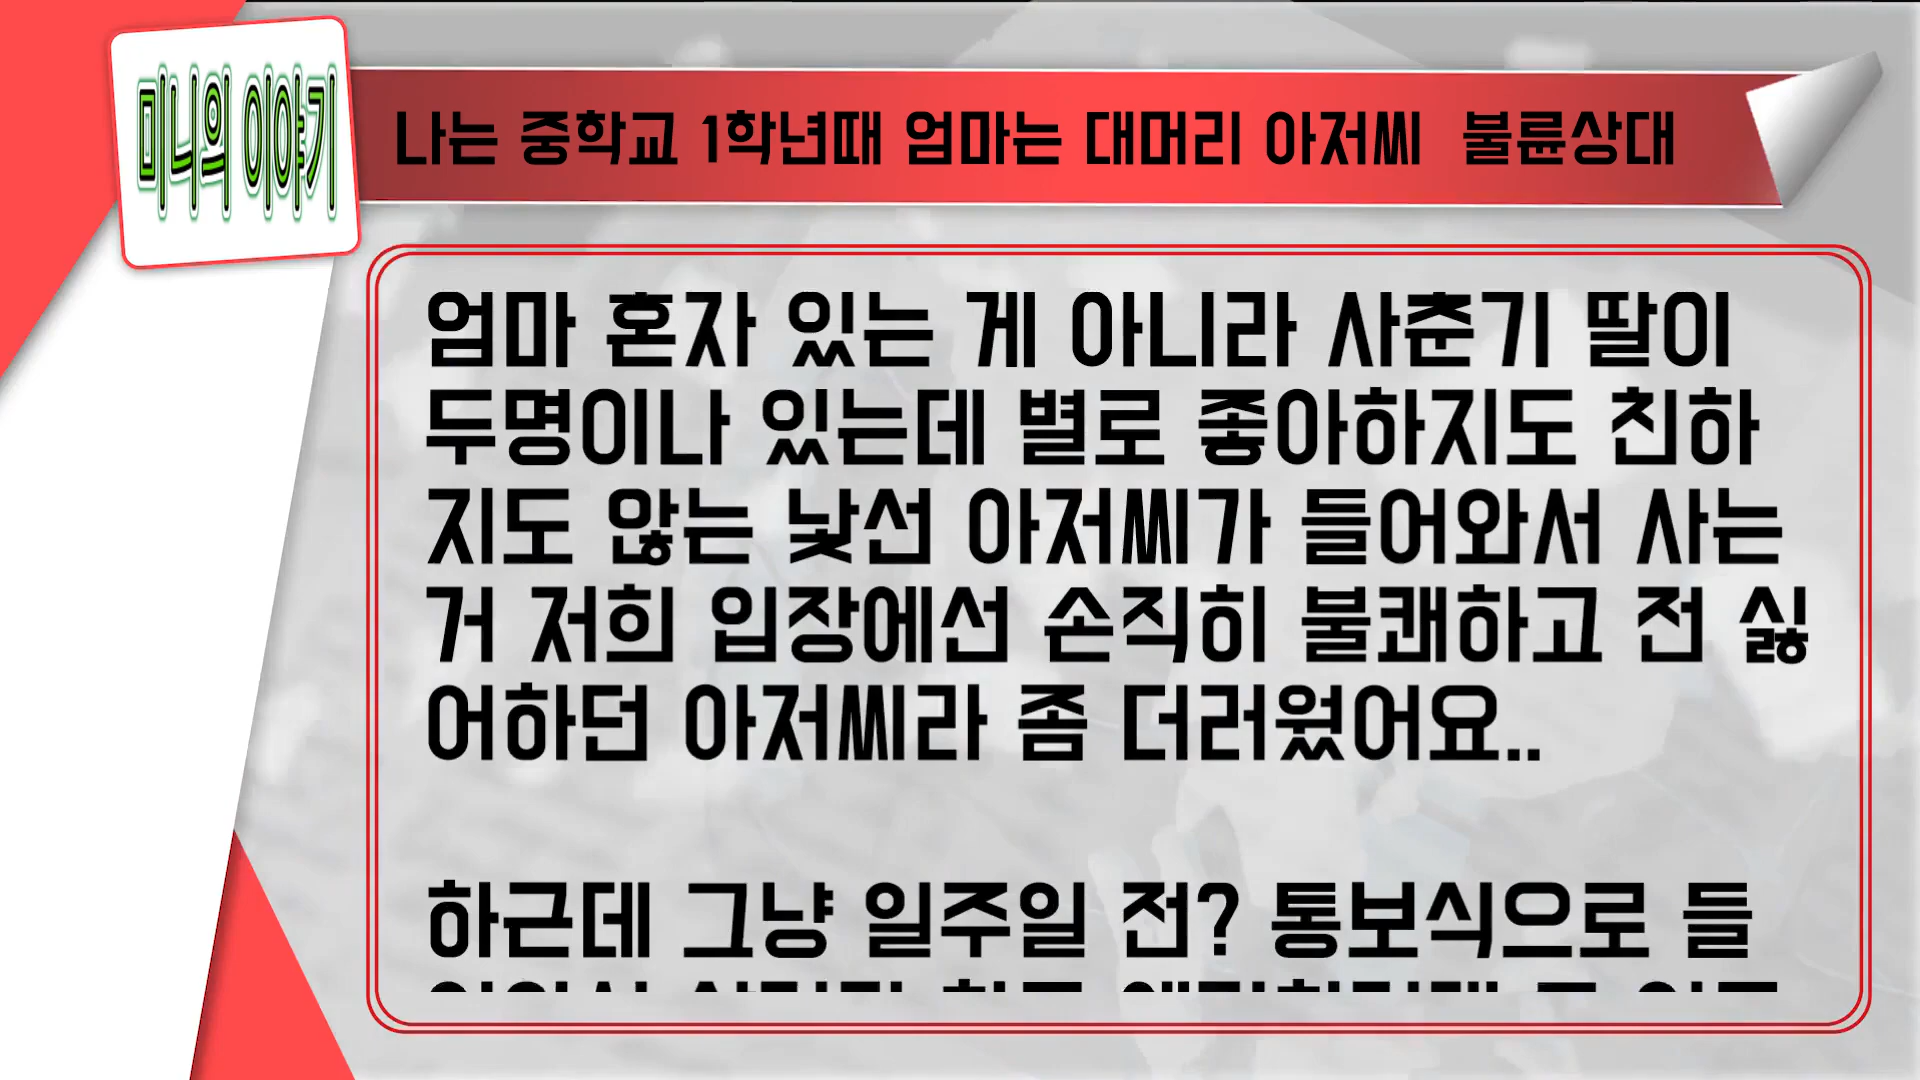 미니의 이야기
나는 중학교 1학년때 엄마는 대머리 아저씨 불륜상대
엄마 혼자 있는 게 아니라 사춘기 딸이
두명이나 있는데 별로 좋아하지도 친하
지도 않는 낯선 아저씨가 들어와서 사는
거 저희 입장에선 손직히 불쾌하고 전 싫
어하던 아저씨라 좀 더러웠어요..
하근데 그냥 일주일 전? 통보식으로 들